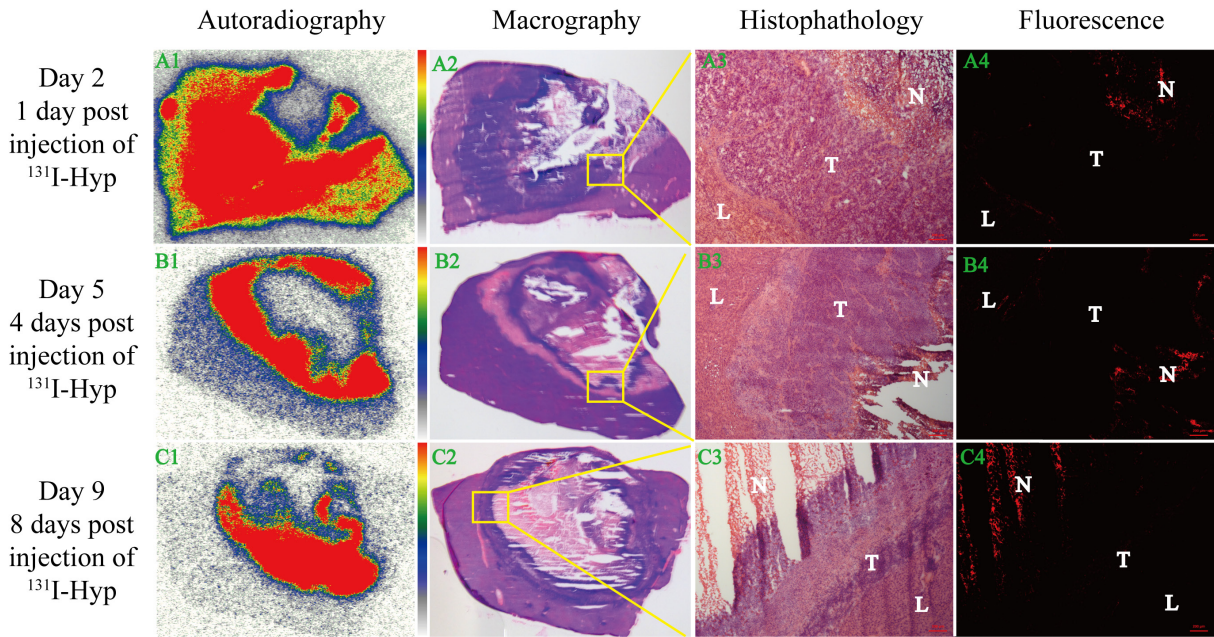 Autoradiography Macrography Histophathology Fluorescence
Day 2
1 day post
injection of
¹³¹I-Hyp
A1 A2 A3 A4
N N
T T
L L
Day 5
4 days post
injection of
¹³¹I-Hyp
B1 B2 B3 B4
L T L T
N N
Day 9
8 days post
injection of
¹³¹I-Hyp
C1 C2 C3 C4
N N
T T
L L